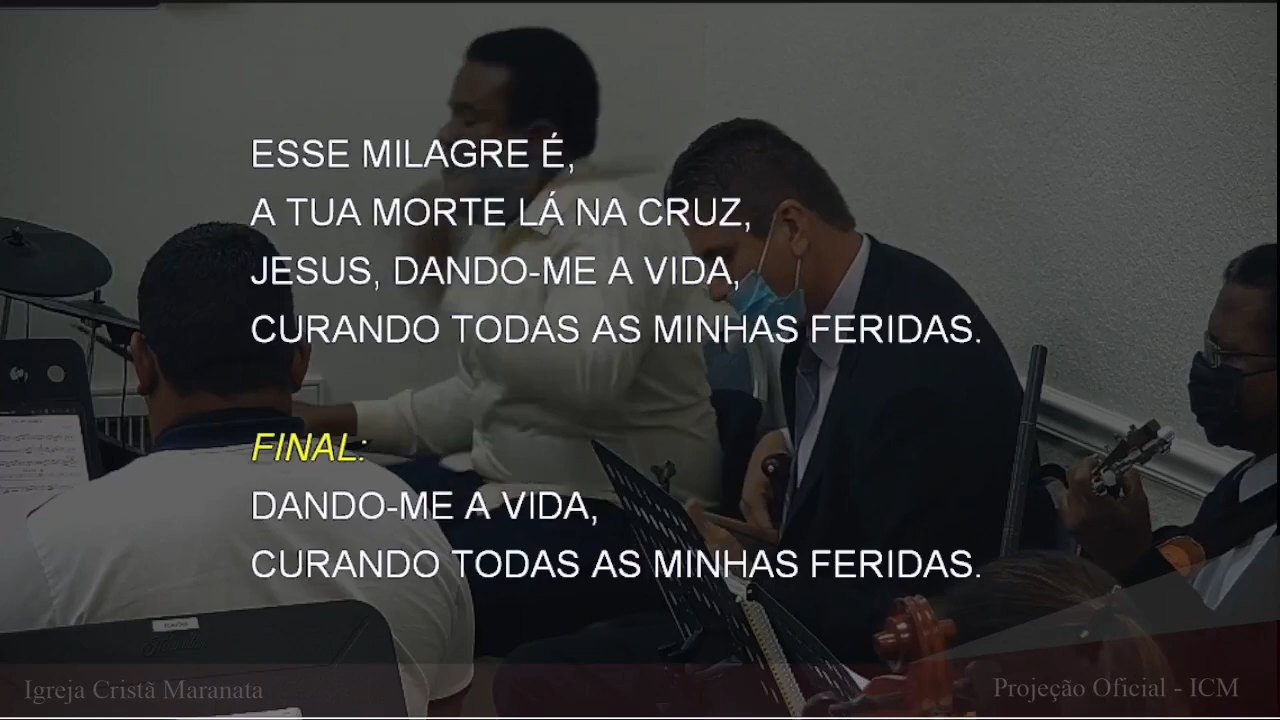 ESSE MILAGRE É,
A TUA MORTE LÁ NA CRUZ,
JESUS, DANDO-ME A VIDA,
CURANDO TODAS AS MINHAS FERIDAS.
FINAL:
DANDO-ME A VIDA,
CURANDO TODAS AS MINHAS FERIDAS.
Igreja Cristã Maranata
Projeção Oficial - ICM